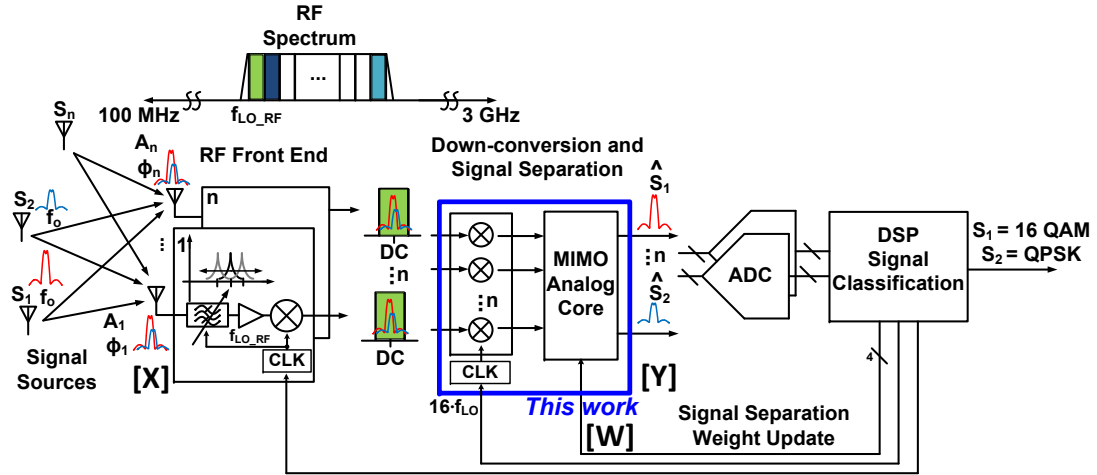 RF
Spectrum
...
100 MHz
f_LO_RF
3 GHz
S_n
A_n
ϕ_n
RF Front End
Down-conversion and
Signal Separation
n
S_2
f_o
...
1
S_1
f_o
A_1
ϕ_1
f_LO_RF
CLK
Signal
Sources
[X]
DC
...n
DC
...n
CLK
16·f_LO
MIMO
Analog
Core
This work
[W]
Ŝ_1
...n
Ŝ_2
[Y]
ADC
DSP
Signal
Classification
S_1 = 16 QAM
S_2 = QPSK
4
Signal Separation
Weight Update